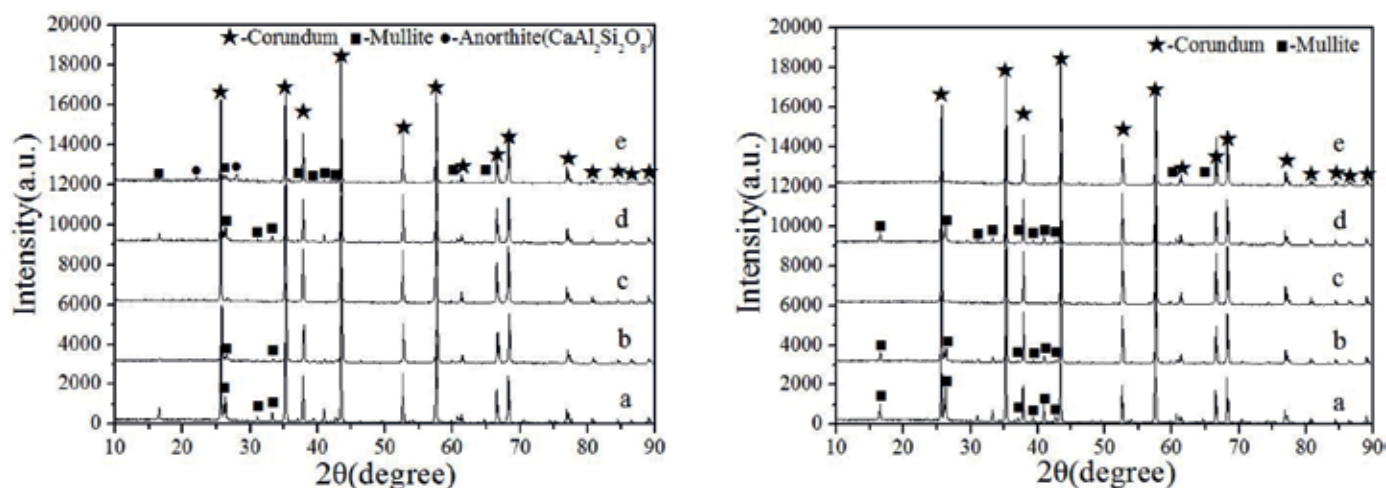 20000
★-Corundum ■-Mullite ●-Anorthite(CaAl2Si2O8)
18000
16000
14000
e
12000
d
10000
8000
c
6000
b
4000
2000
a
0
10 20 30 40 50 60 70 80 90
2θ(degree)
Intensity(a.u.)
20000
★-Corundum ■-Mullite
18000
16000
14000
e
12000
d
10000
8000
c
6000
b
4000
2000
a
0
10 20 30 40 50 60 70 80 90
2θ(degree)
Intensity(a.u.)